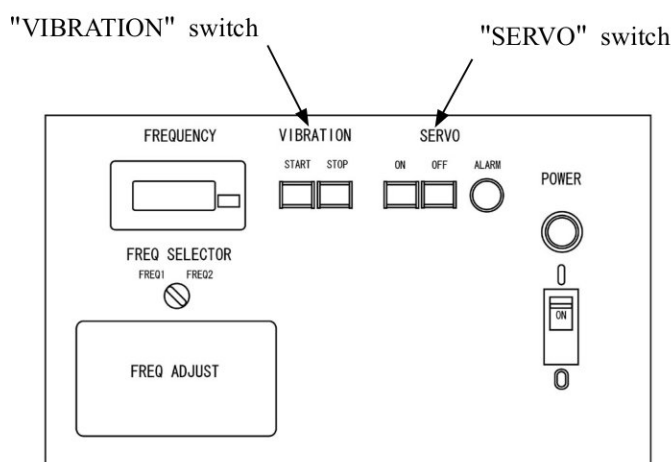 "VIBRATION" switch
"SERVO" switch
FREQUENCY
VIBRATION
SERVO
START STOP
ON OFF ALARM
POWER
FREQ SELECTOR
FREQ1 FREQ2
ON
FREQ ADJUST